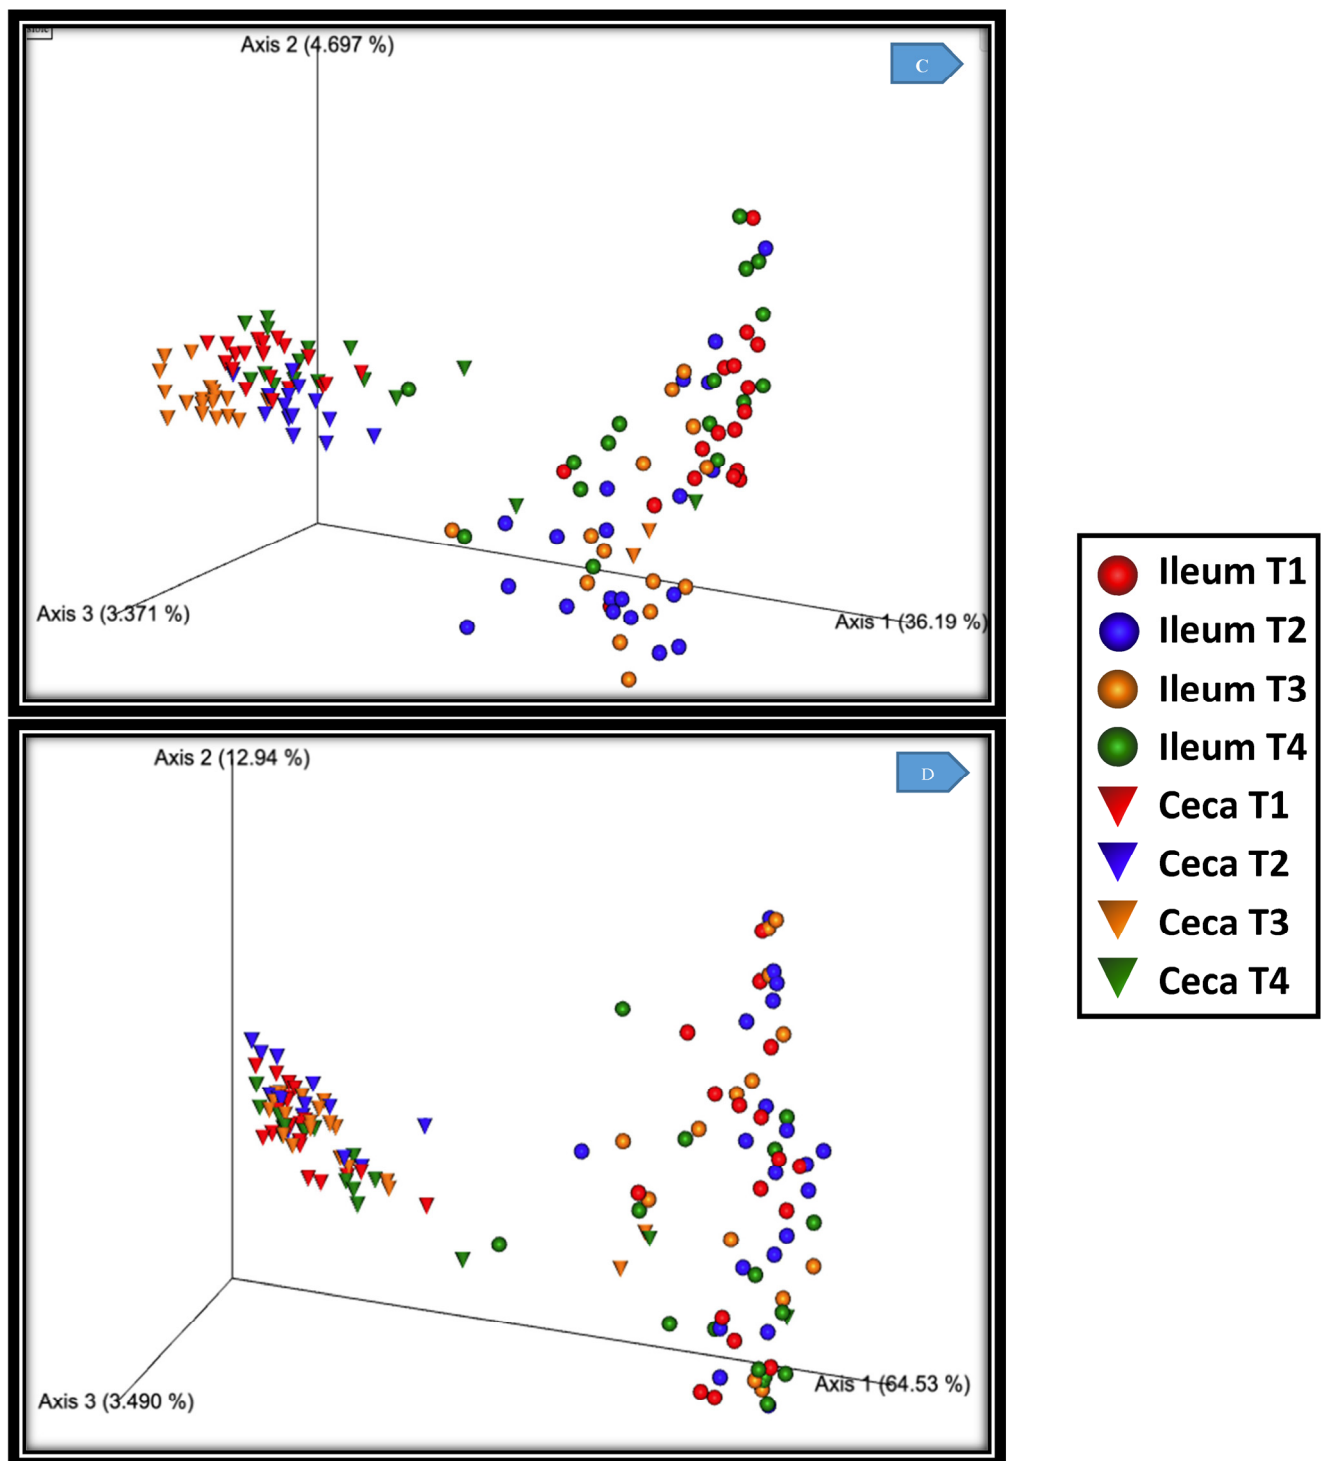 Axis 2 (4.697 %)
C
Axis 3 (3.371 %)
Axis 1 (36.19 %)
Axis 2 (12.94 %)
D
Axis 3 (3.490 %)
Axis 1 (64.53 %)
Ileum T1
Ileum T2
Ileum T3
Ileum T4
Ceca T1
Ceca T2
Ceca T3
Ceca T4